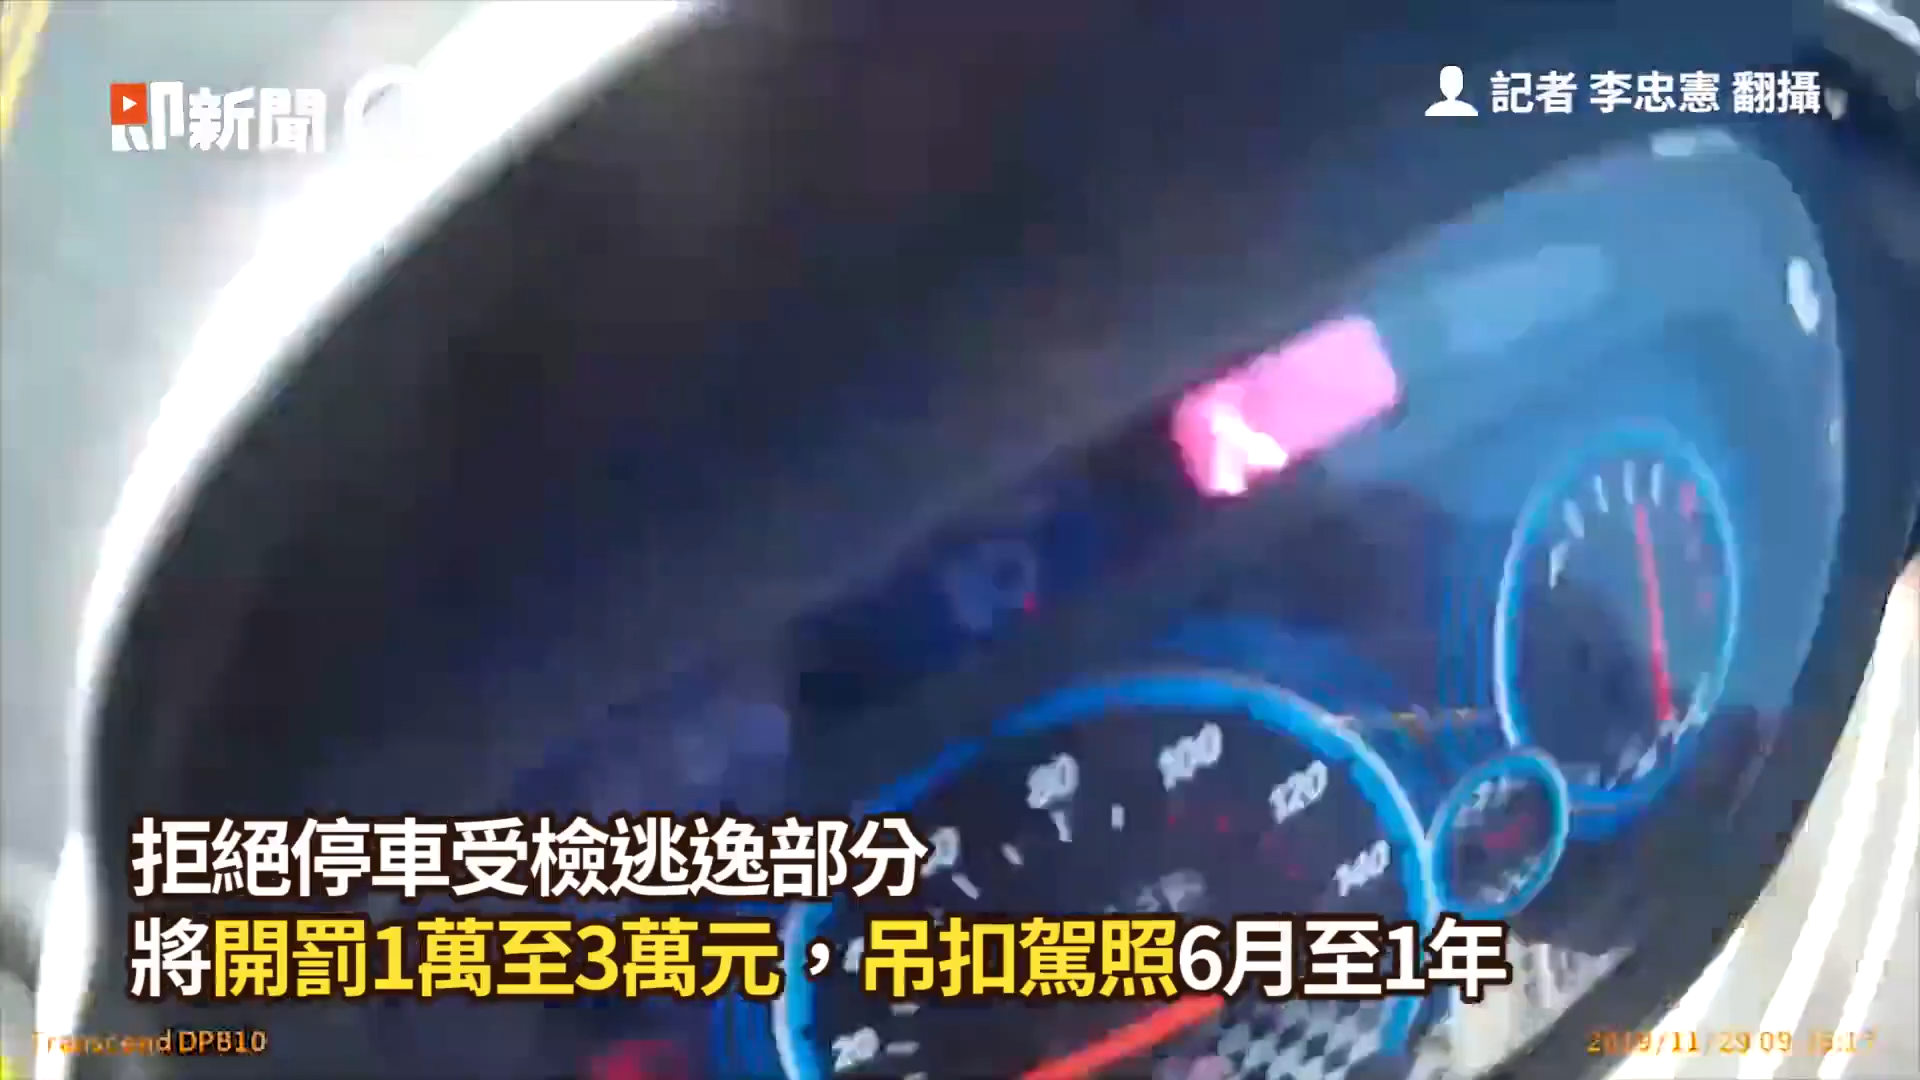 即新聞
記者 李忠憲 翻攝
80
100
120
140
20
拒絕停車受檢逃逸部分
將開罰1萬至3萬元，吊扣駕照6月至1年
Transcend DPB10